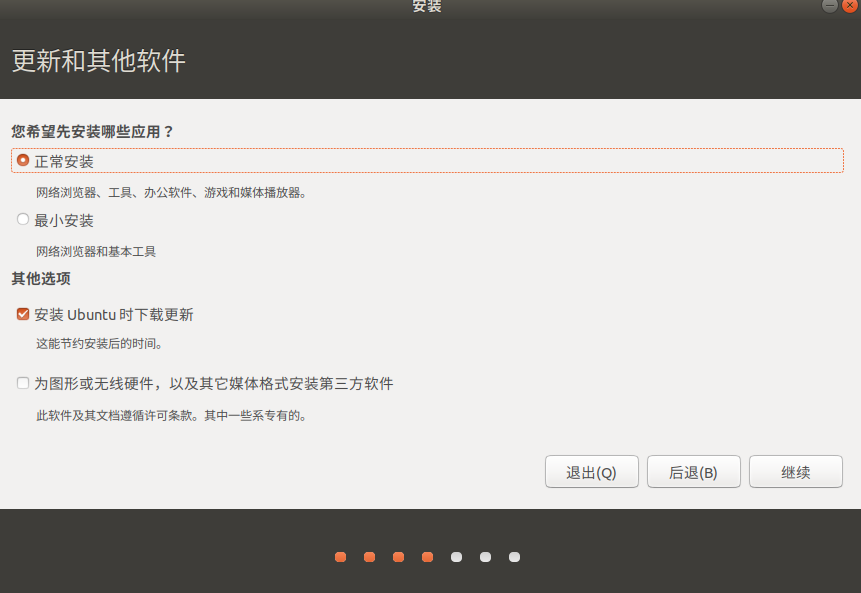 安装
更新和其他软件
您希望先安装哪些应用？
正常安装
网络浏览器、工具、办公软件、游戏和媒体播放器。
最小安装
网络浏览器和基本工具
其他选项
安装 Ubuntu 时下载更新
这能节约安装后的时间。
为图形或无线硬件，以及其它媒体格式安装第三方软件
此软件及其文档遵循许可条款。其中一些系专有的。
退出(Q) 后退(B) 继续